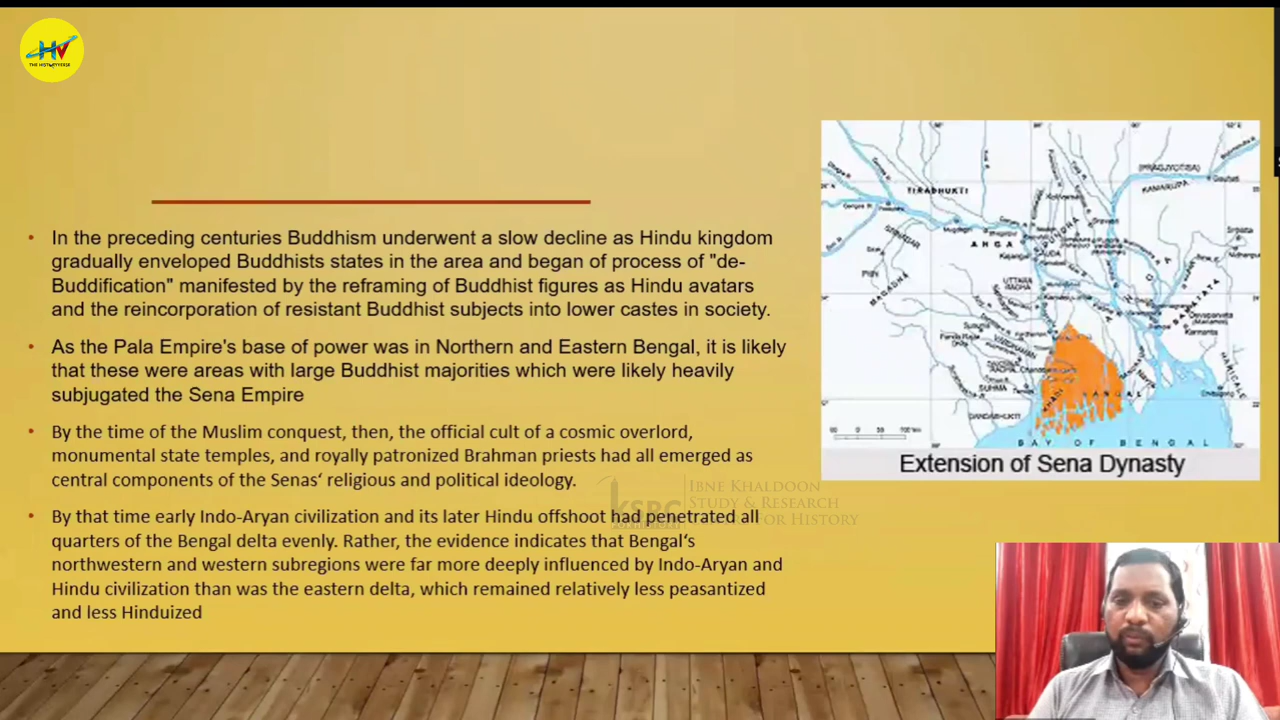 HV
THE HISTORYVERSE
In the preceding centuries Buddhism underwent a slow decline as Hindu kingdom
gradually enveloped Buddhists states in the area and began of process of "de-
Buddification" manifested by the reframing of Buddhist figures as Hindu avatars
and the reincorporation of resistant Buddhist subjects into lower castes in society.
As the Pala Empire's base of power was in Northern and Eastern Bengal, it is likely
that these were areas with large Buddhist majorities which were likely heavily
subjugated the Sena Empire
By the time of the Muslim conquest, then, the official cult of a cosmic overlord,
monumental state temples, and royally patronized Brahman priests had all emerged as
central components of the Senas‘ religious and political ideology.
By that time early Indo-Aryan civilization and its later Hindu offshoot had penetrated all
quarters of the Bengal delta evenly. Rather, the evidence indicates that Bengal‘s
northwestern and western subregions were far more deeply influenced by Indo-Aryan and
Hindu civilization than was the eastern delta, which remained relatively less peasantized
and less Hinduized
TIRABHUKTI
(PRAGJYOTISA)
KAMARUPA
ANGA
MAGADHA
SUHMA
DANDABHUKTI
BAY OF BENGAL
Extension of Sena Dynasty
IBNE KHALDOON
STUDY & RESEARCH
CENTER FOR HISTORY